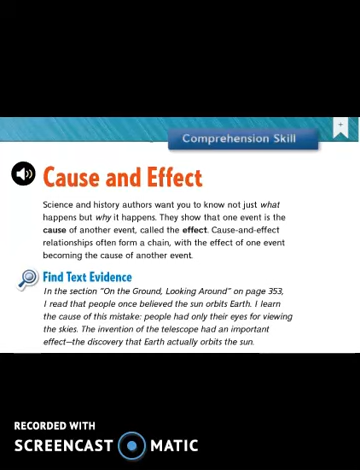 Comprehension Skill
Cause and Effect
Science and history authors want you to know not just what
happens but why it happens. They show that one event is the
cause of another event, called the effect. Cause-and-effect
relationships often form a chain, with the effect of one event
becoming the cause of another event.
Find Text Evidence
In the section "On the Ground, Looking Around" on page 353,
I read that people once believed the sun orbits Earth. I learn
the cause of this mistake: people had only their eyes for viewing
the skies. The invention of the telescope had an important
effect—the discovery that Earth actually orbits the sun.
RECORDED WITH
SCREENCAST MATIC